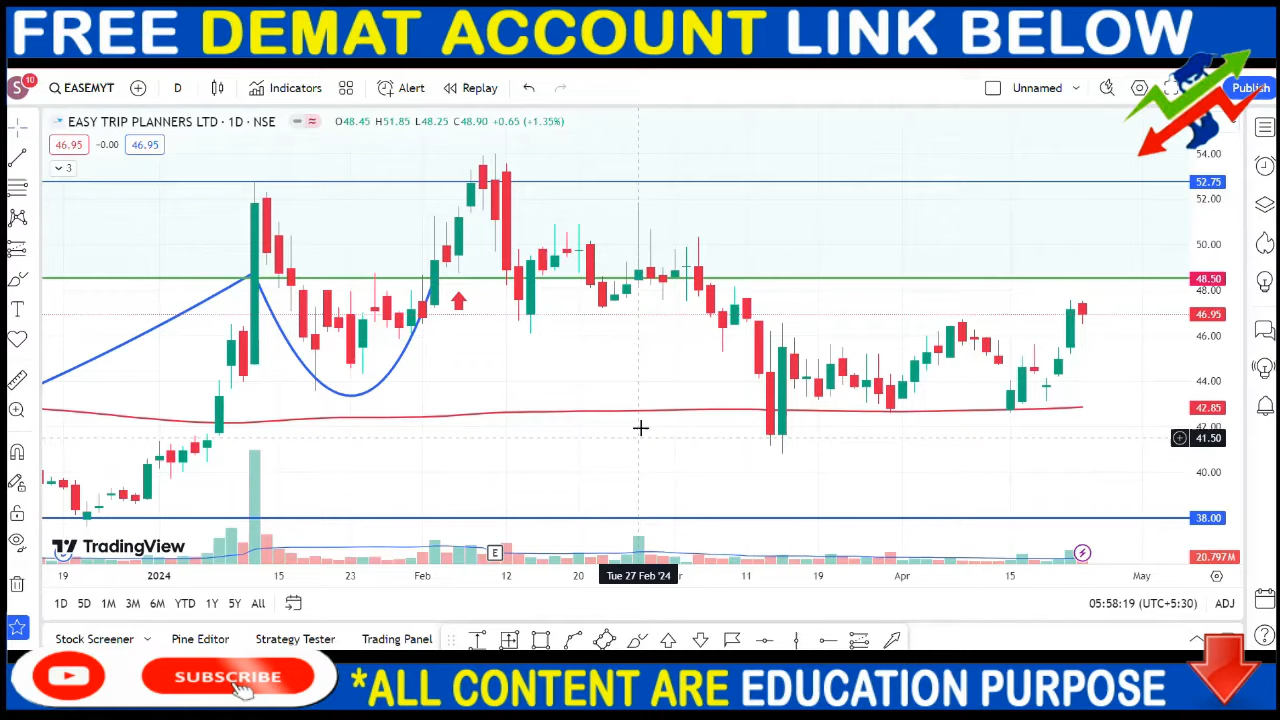 FREE DEMAT ACCOUNT LINK BELOW
S 10 EASEMYT D Indicators Alert Replay Unnamed Publish
EASY TRIP PLANNERS LTD · 1D · NSE O48.45 H51.85 L48.25 C48.90 +0.65 (+1.35%)
46.95 -0.00 46.95
3
54.00
52.75
52.00
50.00
48.50
48.00
46.95
46.00
44.00
42.85
42.00
41.50
40.00
38.00
TradingView
E
20.797M
19 2024 15 23 Feb 12 20 Tue 27 Feb '24 11 19 Apr 15 May
1D 5D 1M 3M 6M YTD 1Y 5Y All 05:58:19 (UTC+5:30) ADJ
Stock Screener Pine Editor Strategy Tester Trading Panel
SUBSCRIBE
*ALL CONTENT ARE EDUCATION PURPOSE